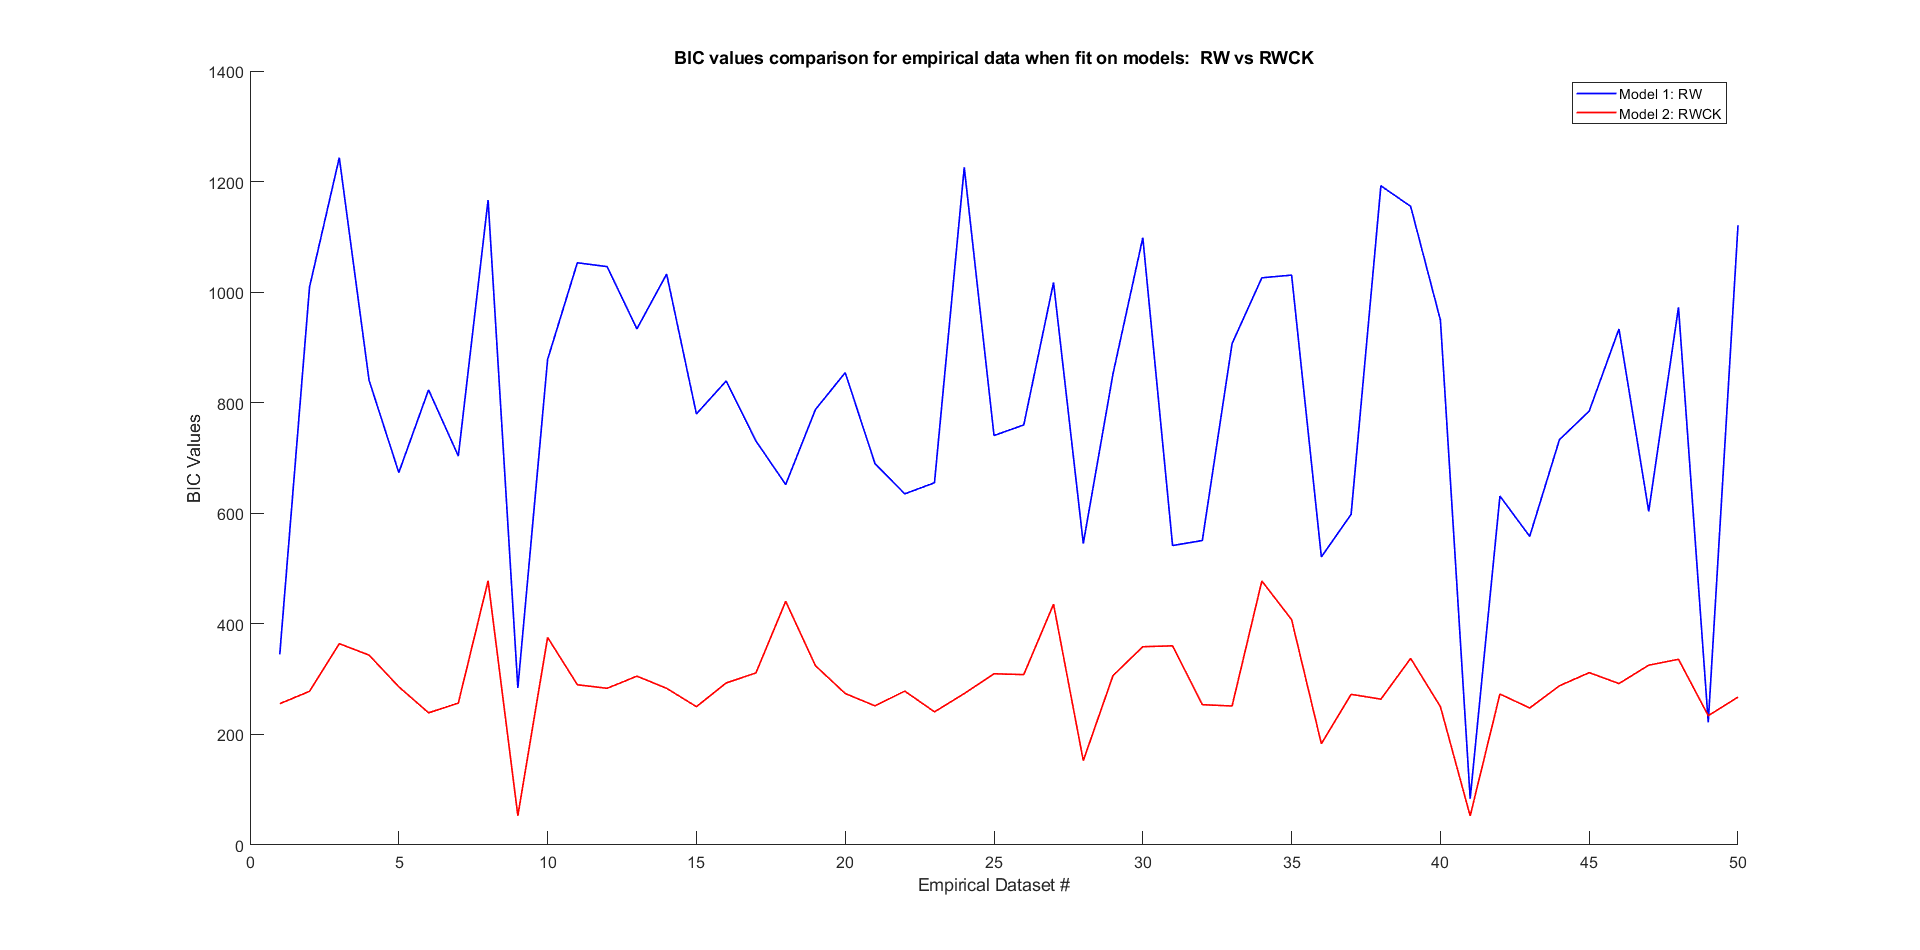 BIC values comparison for empirical data when fit on models:  RW vs RWCK
1400
Model 1: RW
Model 2: RWCK
1200
1000
800
BIC Values
600
400
200
0
0 5 10 15 20 25 30 35 40 45 50
Empirical Dataset #